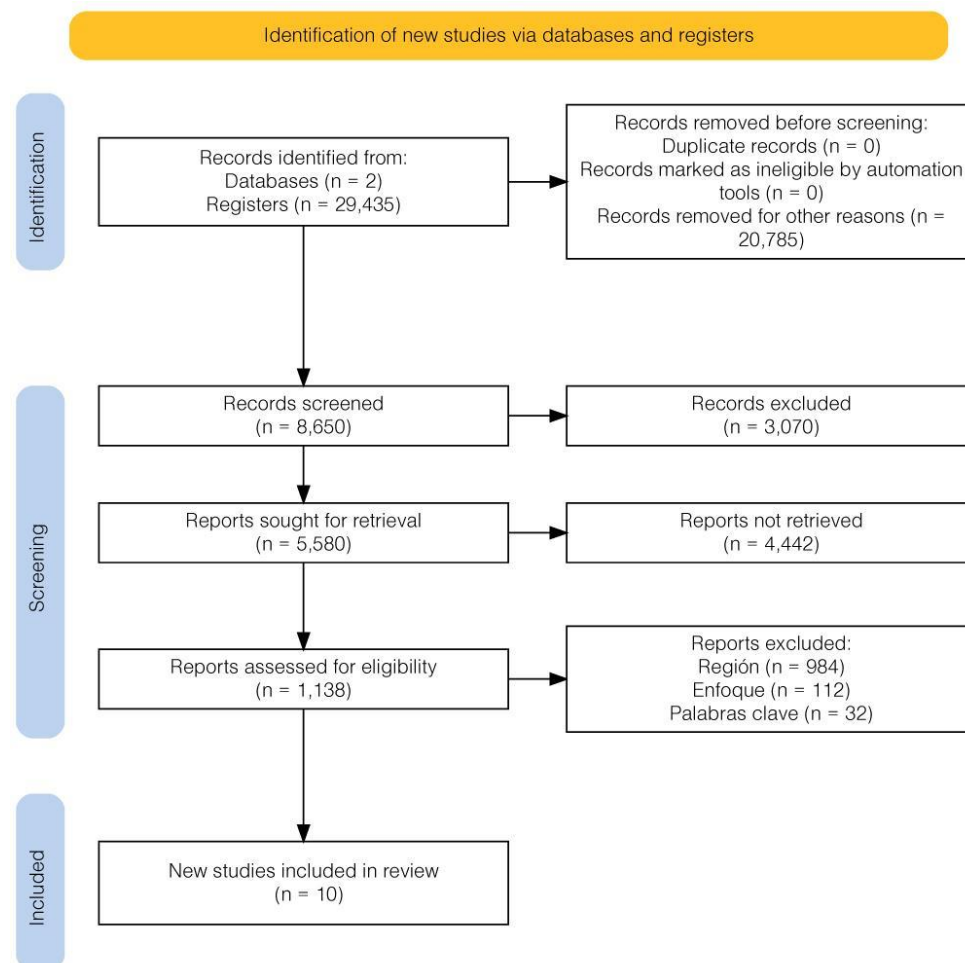 Identification of new studies via databases and registers
Identification
Records identified from:
Databases (n = 2)
Registers (n = 29,435)
Records removed before screening:
Duplicate records (n = 0)
Records marked as ineligible by automation
tools (n = 0)
Records removed for other reasons (n =
20,785)
Screening
Records screened
(n = 8,650)
Records excluded
(n = 3,070)
Reports sought for retrieval
(n = 5,580)
Reports not retrieved
(n = 4,442)
Reports assessed for eligibility
(n = 1,138)
Reports excluded:
Región (n = 984)
Enfoque (n = 112)
Palabras clave (n = 32)
Included
New studies included in review
(n = 10)